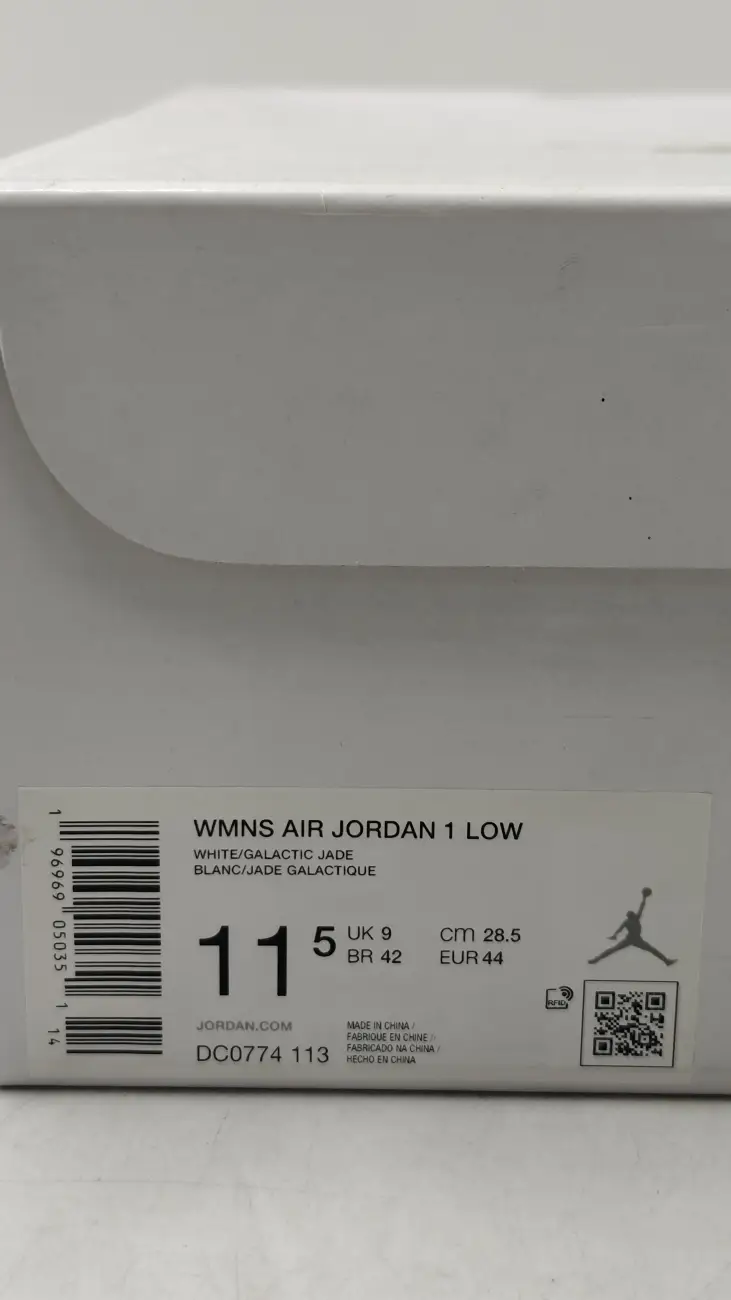 WMNS AIR JORDAN 1 LOW
WHITE/GALACTIC JADE
BLANC/JADE GALACTIQUE
11 5
UK 9
BR 42
cm 28.5
EUR 44
RFID
JORDAN.COM
DC0774 113
MADE IN CHINA /
FABRIQUE EN CHINE /
FABRICADO NA CHINA /
HECHO EN CHINA
1 96969 05035 1 14